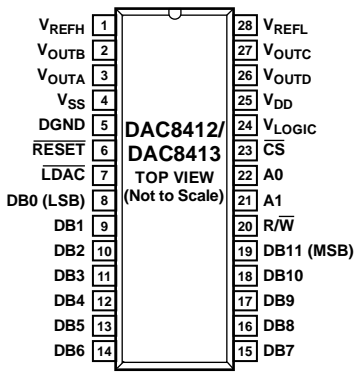 VREFH 1
VOUTB 2
VOUTA 3
VSS 4
DGND 5
RESET 6
LDAC 7
DB0 (LSB) 8
DB1 9
DB2 10
DB3 11
DB4 12
DB5 13
DB6 14
DAC8412/
DAC8413
TOP VIEW
(Not to Scale)
28 VREFL
27 VOUTC
26 VOUTD
25 VDD
24 VLOGIC
23 CS
22 A0
21 A1
20 R/W
19 DB11 (MSB)
18 DB10
17 DB9
16 DB8
15 DB7